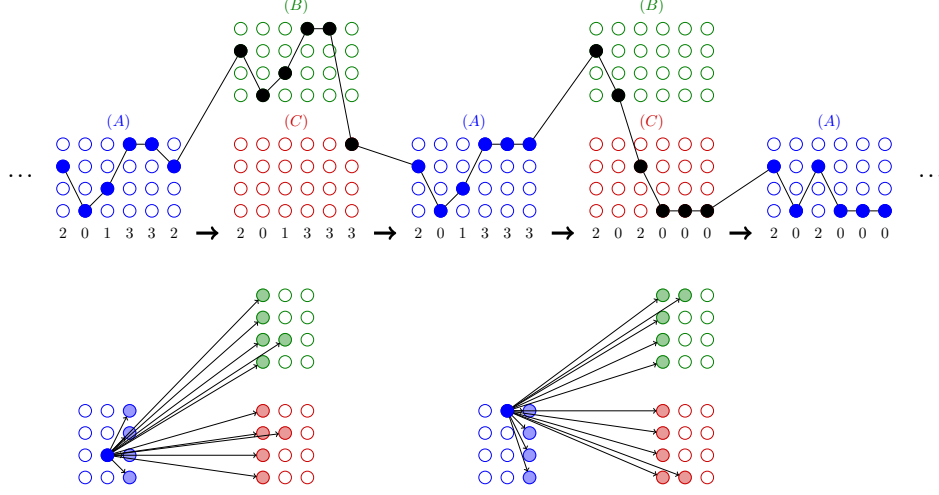 (B) (B)
(A) (C) (A) (C) (A)
... ...
2 0 1 3 3 2 → 2 0 1 3 3 3 → 2 0 1 3 3 3 → 2 0 2 0 0 0 → 2 0 2 0 0 0